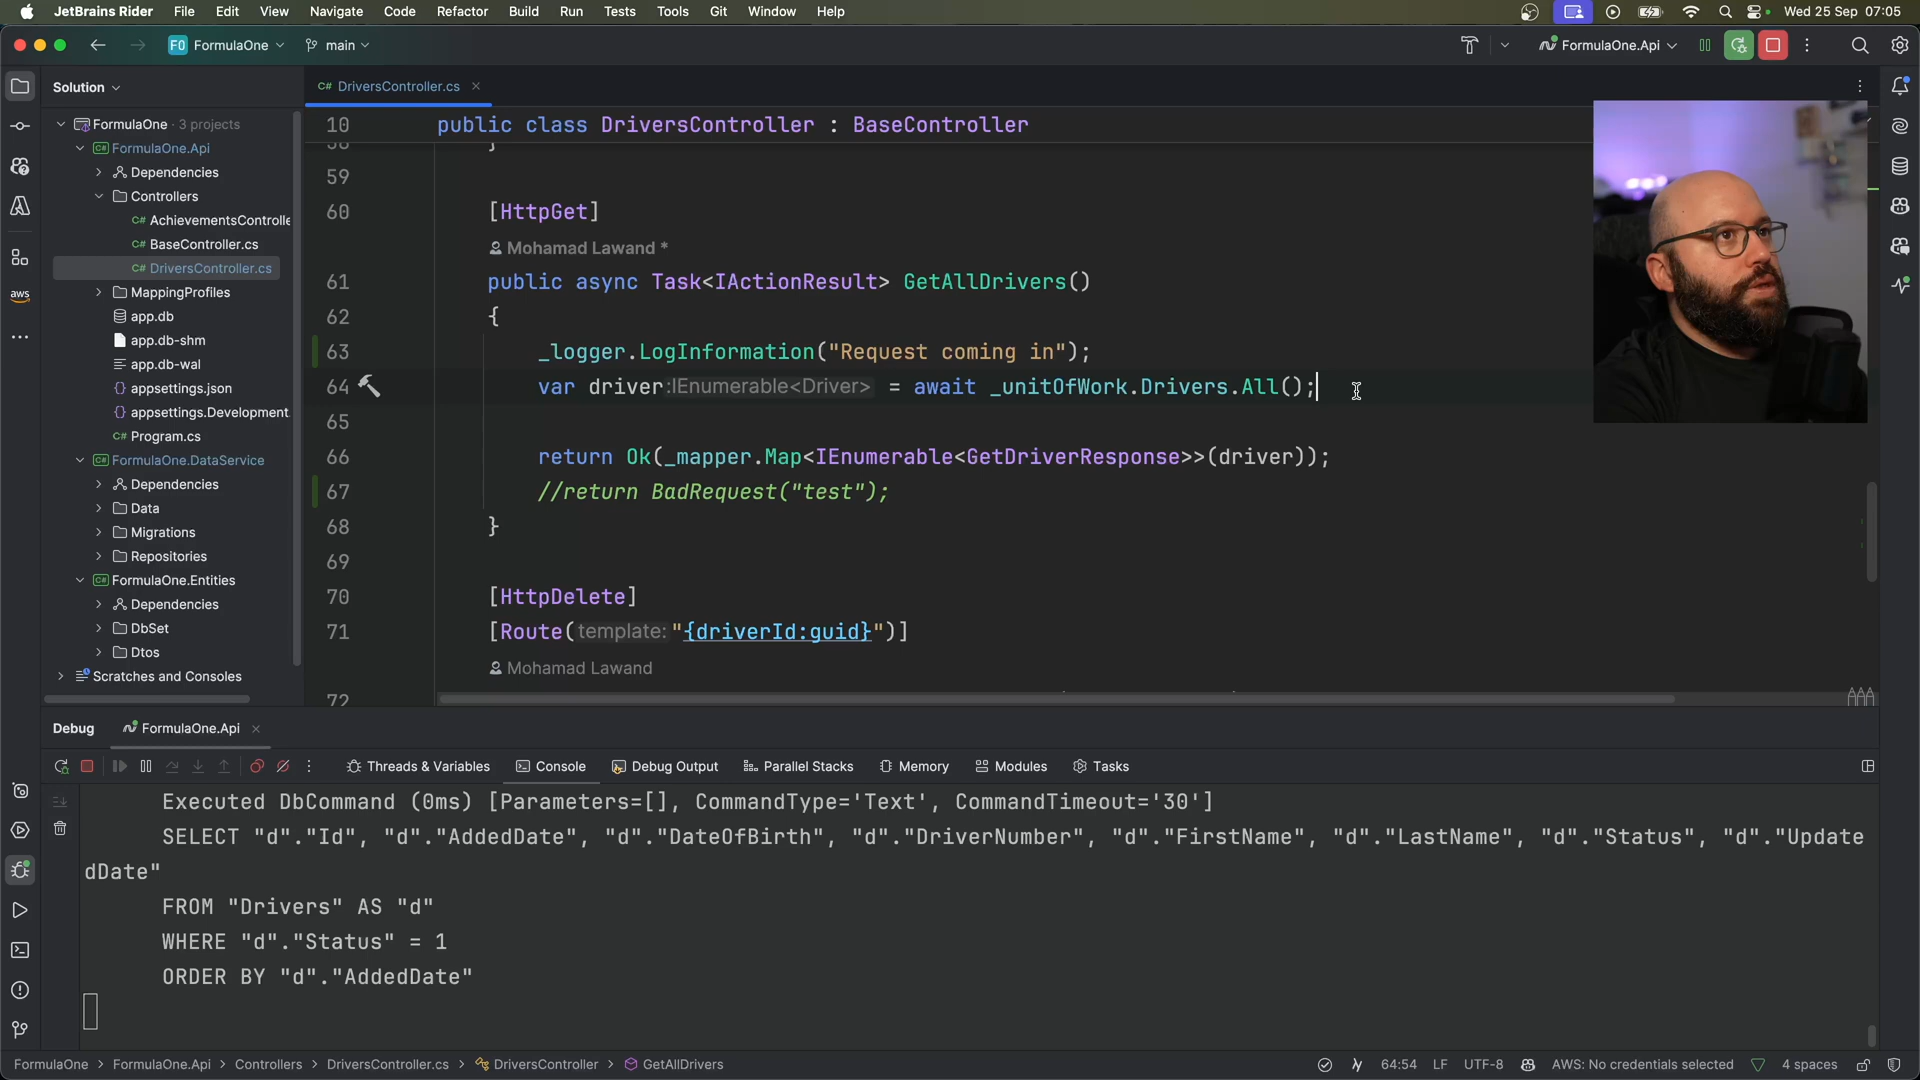 JetBrains Rider File Edit View Navigate Code Refactor Build Run Tests Tools Git Window Help Wed 25 Sep 07:05
FO FormulaOne main FormulaOne.Api
Solution
C# DriversController.cs
FormulaOne · 3 projects
FormulaOne.Api
Dependencies
Controllers
C# AchievementsControlle
C# BaseController.cs
C# DriversController.cs
MappingProfiles
app.db
app.db-shm
app.db-wal
appsettings.json
appsettings.Development
C# Program.cs
FormulaOne.DataService
Dependencies
Data
Migrations
Repositories
FormulaOne.Entities
Dependencies
DbSet
Dtos
Scratches and Consoles
aws
10 public class DriversController : BaseController
58 }
59
60 [HttpGet]
Mohamad Lawand *
61 public async Task<IActionResult> GetAllDrivers()
62 {
63 _logger.LogInformation("Request coming in");
64 var driver:IEnumerable<Driver> = await _unitOfWork.Drivers.All();
65
66 return Ok(_mapper.Map<IEnumerable<GetDriverResponse>>(driver));
67 //return BadRequest("test");
68 }
69
70 [HttpDelete]
71 [Route(template: "{driverId:guid}")]
Mohamad Lawand
72
Debug FormulaOne.Api
Threads & Variables Console Debug Output Parallel Stacks Memory Modules Tasks
Executed DbCommand (0ms) [Parameters=[], CommandType='Text', CommandTimeout='30']
SELECT "d"."Id", "d"."AddedDate", "d"."DateOfBirth", "d"."DriverNumber", "d"."FirstName", "d"."LastName", "d"."Status", "d"."Update
dDate"
FROM "Drivers" AS "d"
WHERE "d"."Status" = 1
ORDER BY "d"."AddedDate"
FormulaOne > FormulaOne.Api > Controllers > DriversController.cs > DriversController > GetAllDrivers 64:54 LF UTF-8 AWS: No credentials selected 4 spaces